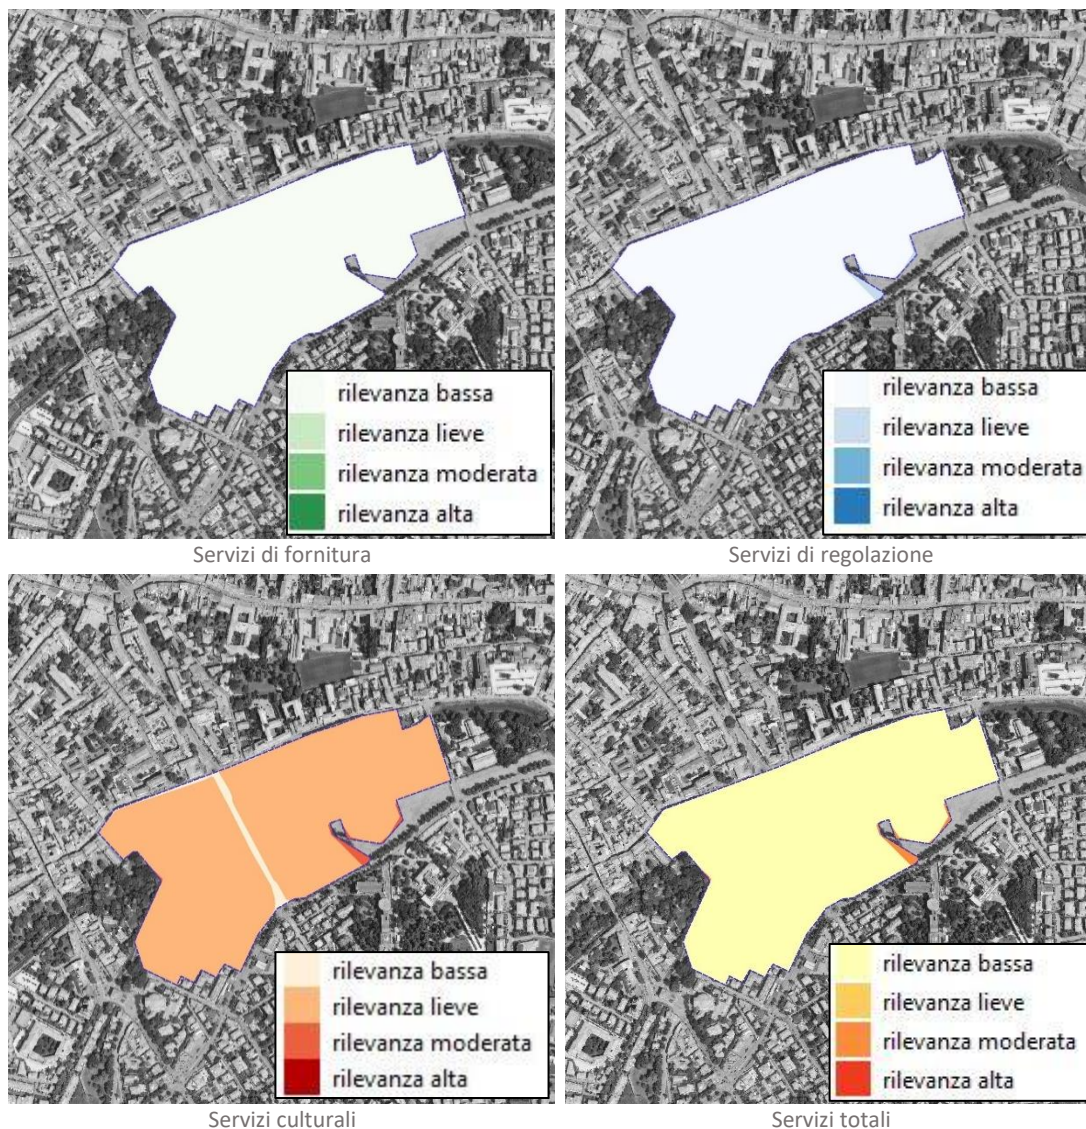 rilevanza bassa
rilevanza lieve
rilevanza moderata
rilevanza alta
Servizi di fornitura
rilevanza bassa
rilevanza lieve
rilevanza moderata
rilevanza alta
Servizi di regolazione
rilevanza bassa
rilevanza lieve
rilevanza moderata
rilevanza alta
Servizi culturali
rilevanza bassa
rilevanza lieve
rilevanza moderata
rilevanza alta
Servizi totali